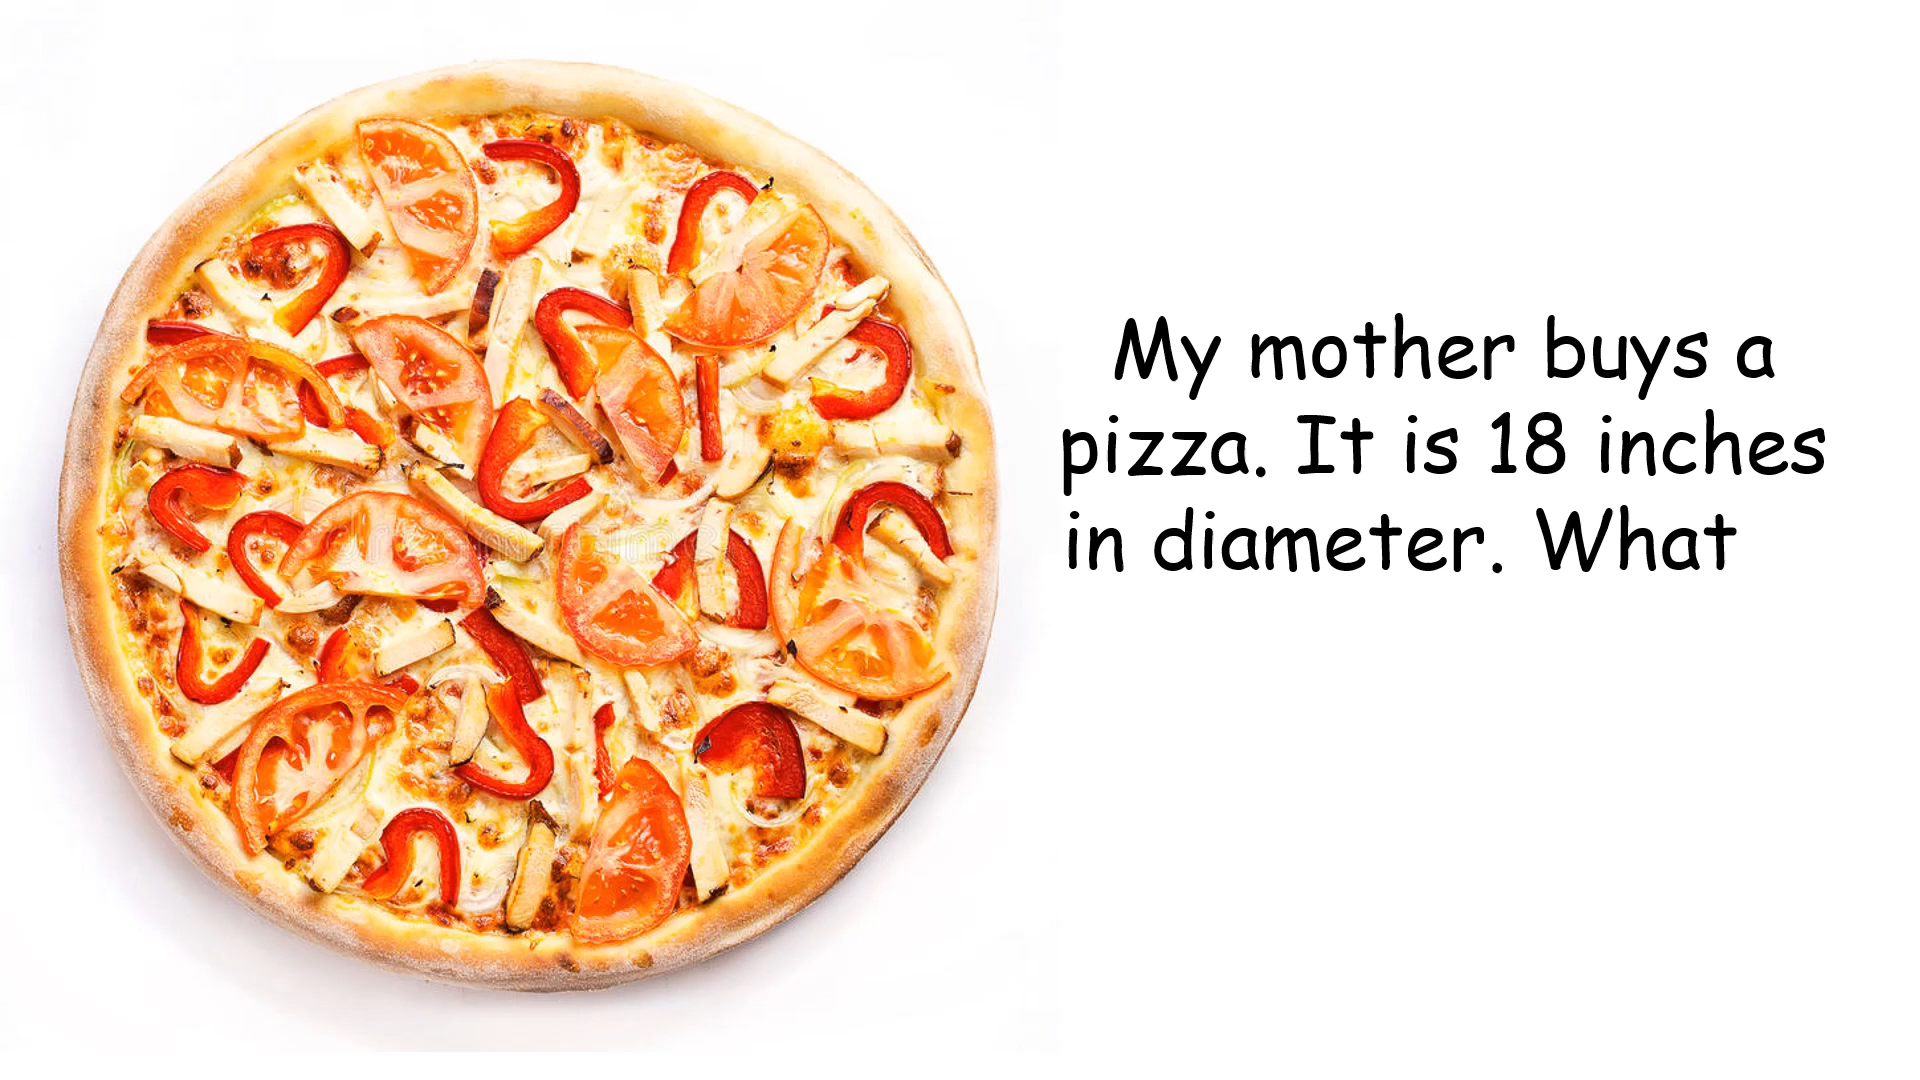 My mother buys a
pizza. It is 18 inches
in diameter. What